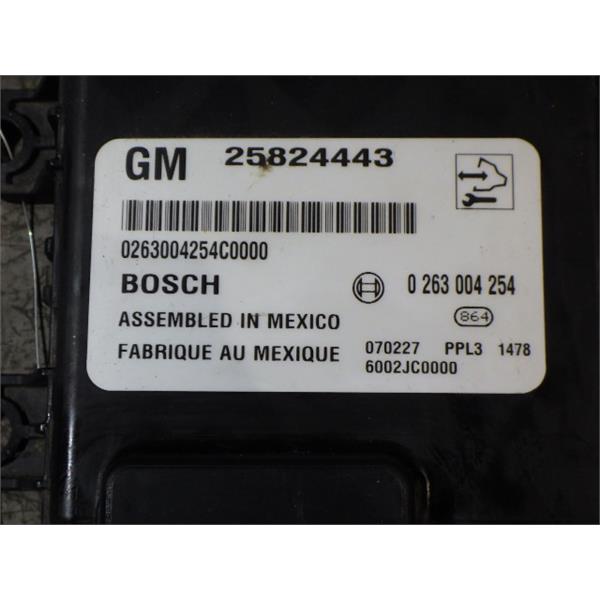 GM 25824443
0263004254C0000
BOSCH 0 263 004 254
ASSEMBLED IN MEXICO 864
FABRIQUE AU MEXIQUE 070227 PPL3 1478
6002JC0000